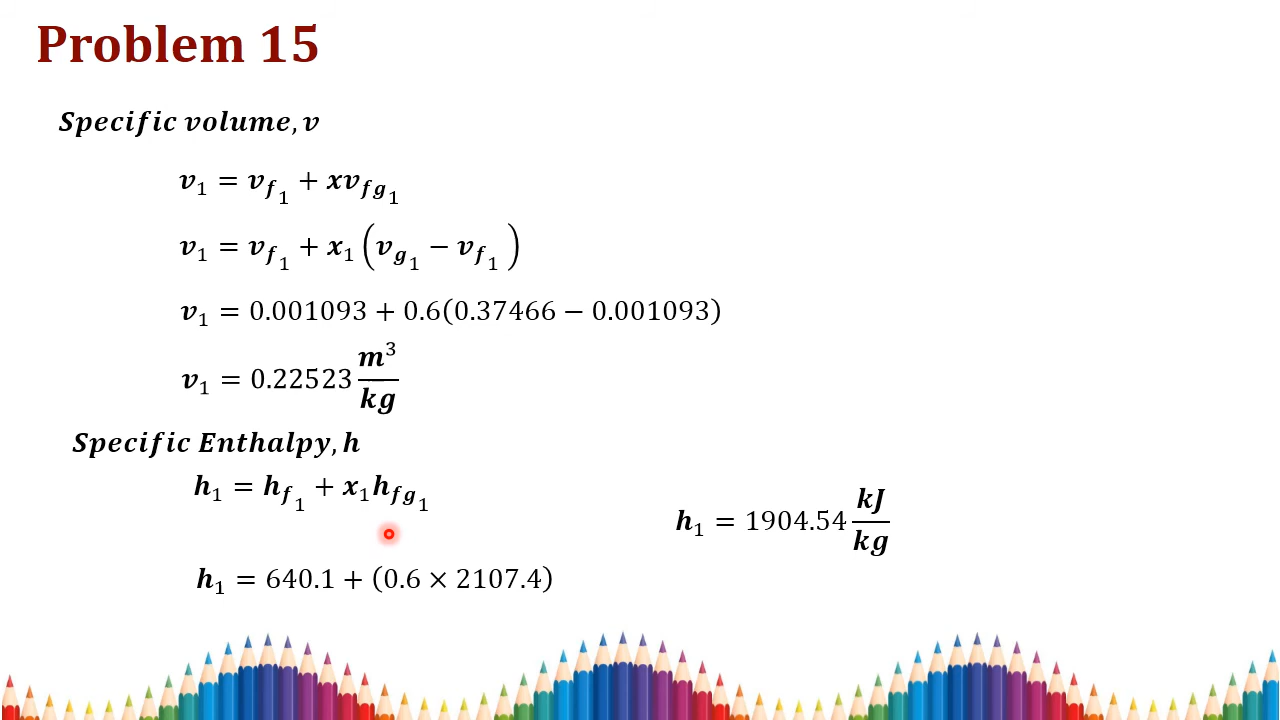 Problem 15
Specific volume, v
v₁ = v_f₁ + xv_fg₁
v₁ = v_f₁ + x₁(v_g₁ − v_f₁)
v₁ = 0.001093 + 0.6(0.37466 − 0.001093)
v₁ = 0.22523 m³/kg
Specific Enthalpy, h
h₁ = h_f₁ + x₁h_fg₁
h₁ = 640.1 + (0.6 × 2107.4)
h₁ = 1904.54 kJ/kg